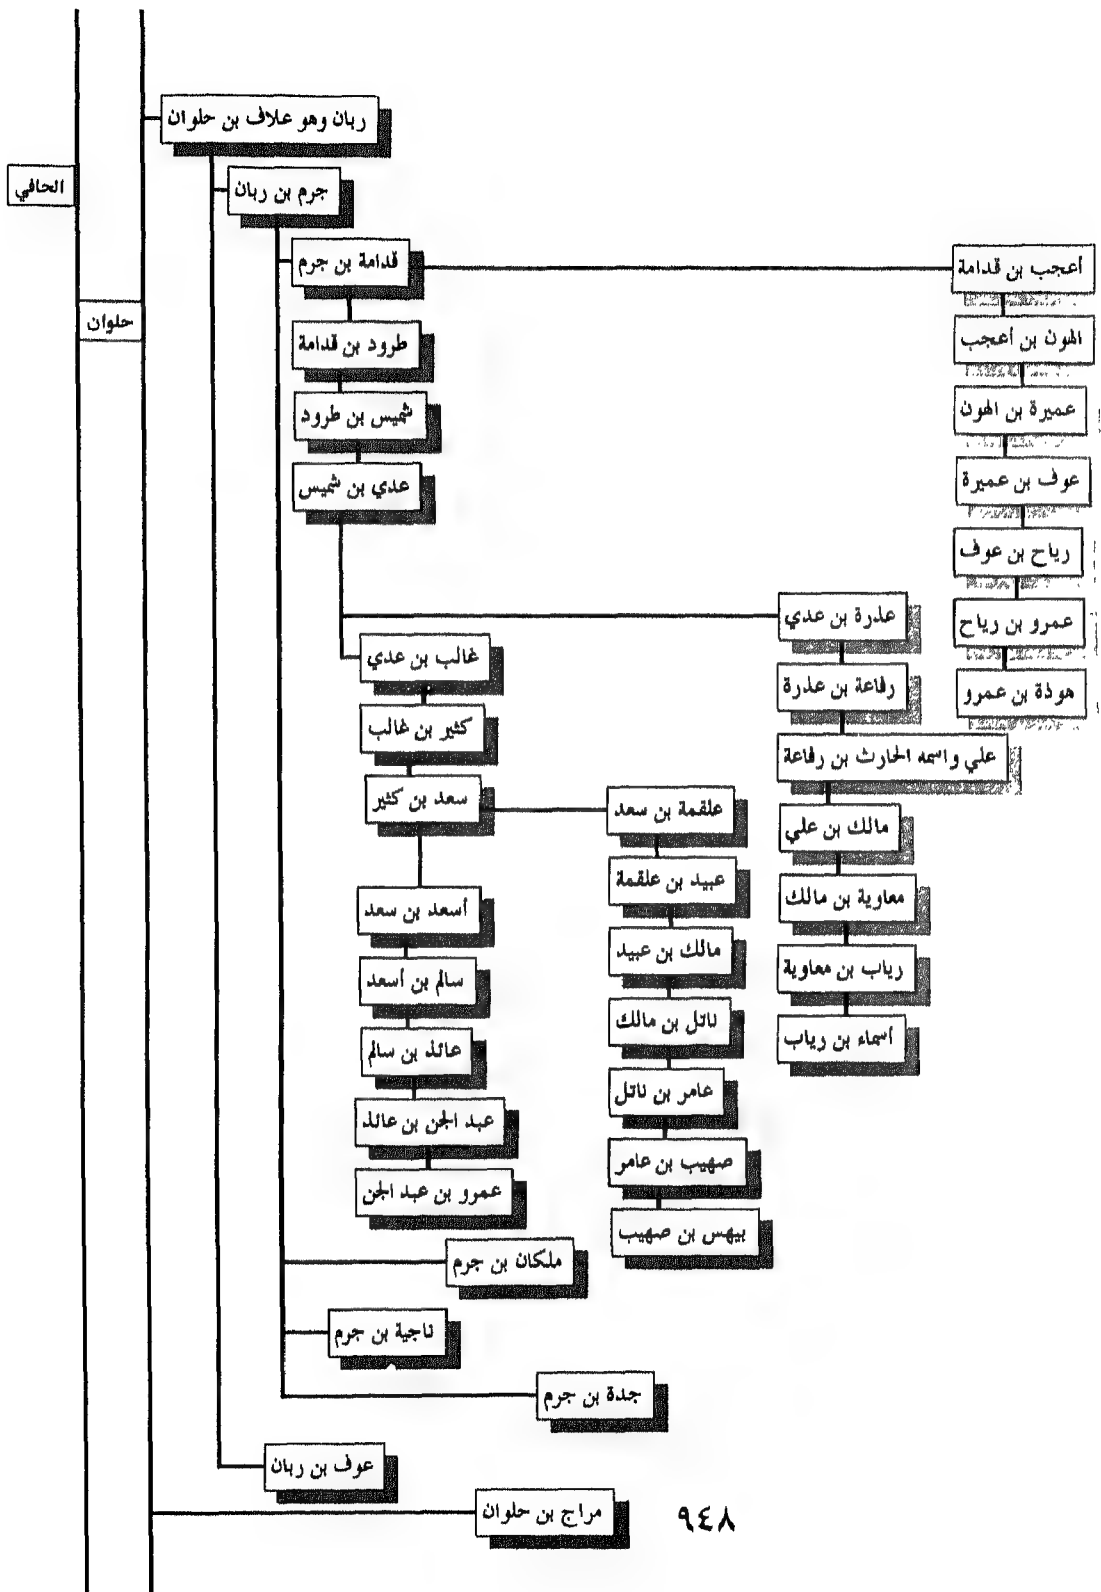 ربان وهو علاف بن حلوان
الحافي
جرم بن ربان
قدامة بن جرم
أعجب بن قدامة
حلوان
طرود بن قدامة
الهون بن أعجب
شميس بن طرود
عميرة بن الهون
عدي بن شميس
عوف بن عميرة
رياح بن عوف
عذرة بن عدي
عمرو بن رياح
غالب بن عدي
رفاعة بن عذرة
هوذة بن عمرو
كثير بن غالب
علي واسمه الحارث بن رفاعة
سعد بن كثير
علقمة بن سعد
مالك بن علي
عبيد بن علقمة
معاوية بن مالك
أسعد بن سعد
مالك بن عبيد
رياب بن معاوية
سالم بن أسعد
ناتل بن مالك
أسماء بن رياب
عائذ بن سالم
عامر بن ناتل
عبد الجن بن عائذ
صهيب بن عامر
عمرو بن عبد الجن
بيهس بن صهيب
ملكان بن جرم
ناجية بن جرم
جدة بن جرم
عوف بن ربان
مراج بن حلوان
٩٤٨